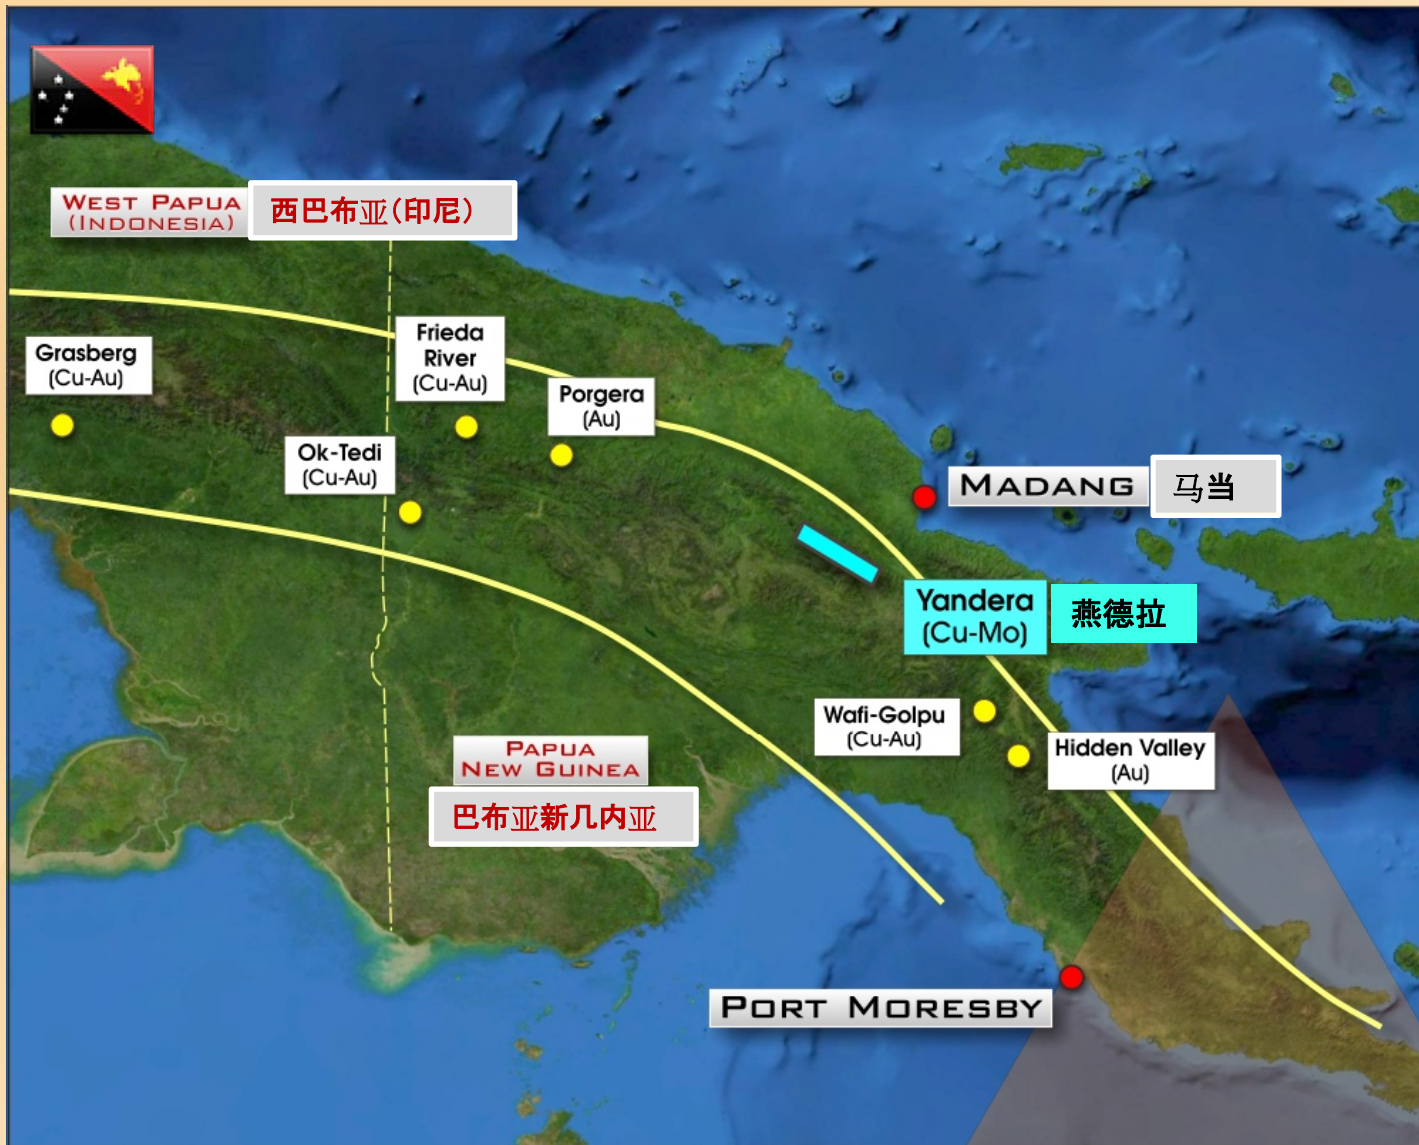 WEST PAPUA
(INDONESIA)
西巴布亚(印尼)
Grasberg
(Cu-Au)
Frieda
River
(Cu-Au)
Porgera
(Au)
Ok-Tedi
(Cu-Au)
MADANG
马当
Yandera
(Cu-Mo)
燕德拉
Wafi-Golpu
(Cu-Au)
Hidden Valley
(Au)
PAPUA
NEW GUINEA
巴布亚新几内亚
PORT MORESBY